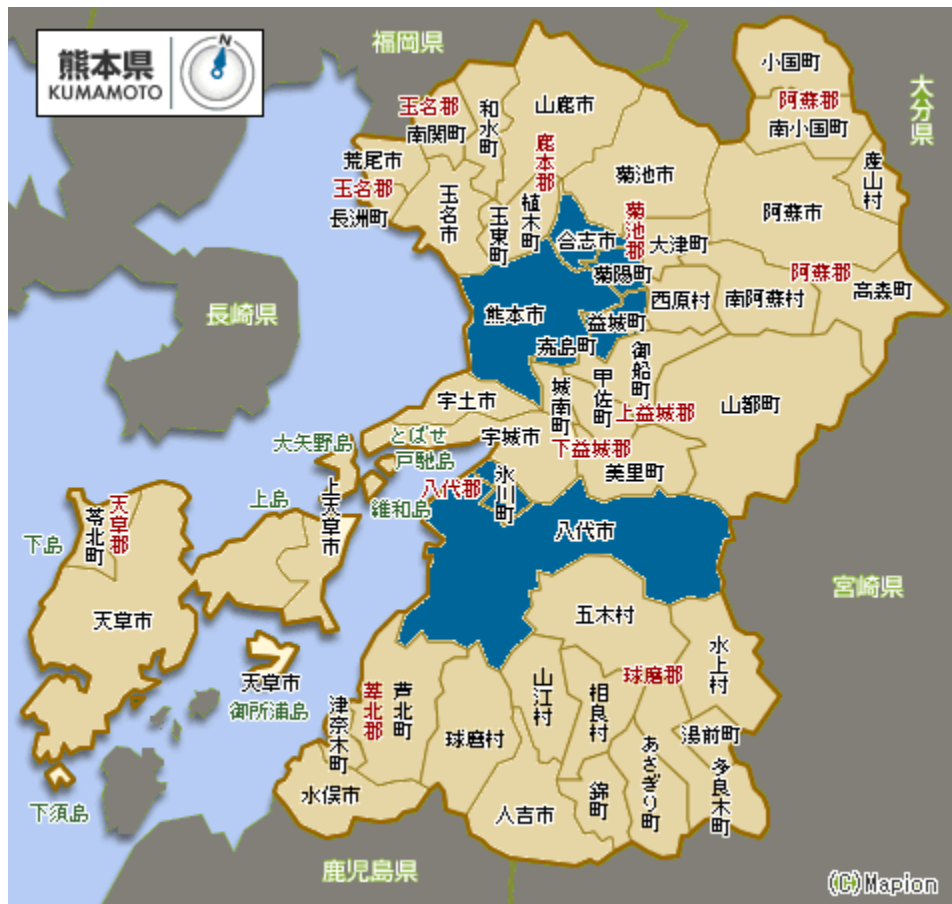 熊本県
KUMAMOTO
N
福岡県
大分県
小国町
阿蘇郡
南小国町
産山村
玉名郡
南関町
和水町
山鹿市
鹿本郡
荒尾市
玉名郡
長洲町
玉名市
玉東町
植木町
菊池市
菊池郡
合志市
大津町
菊陽町
阿蘇市
阿蘇郡
高森町
南阿蘇村
西原村
長崎県
熊本市
益城町
嘉島町
御船町
甲佐町
城南町
上益城郡
山都町
宇土市
宇城市
下益城郡
美里町
大矢野島
とばせ
戸馳島
維和島
八代郡
氷川町
上島
上天草市
天草郡
苓北町
下島
八代市
宮崎県
天草市
天草市
御所浦島
下須島
五木村
水上村
球磨郡
山江村
相良村
湯前町
多良木町
あさぎり町
錦町
球磨村
人吉市
芦北町
葦北郡
津奈木町
水俣市
鹿児島県
(C)Mapion